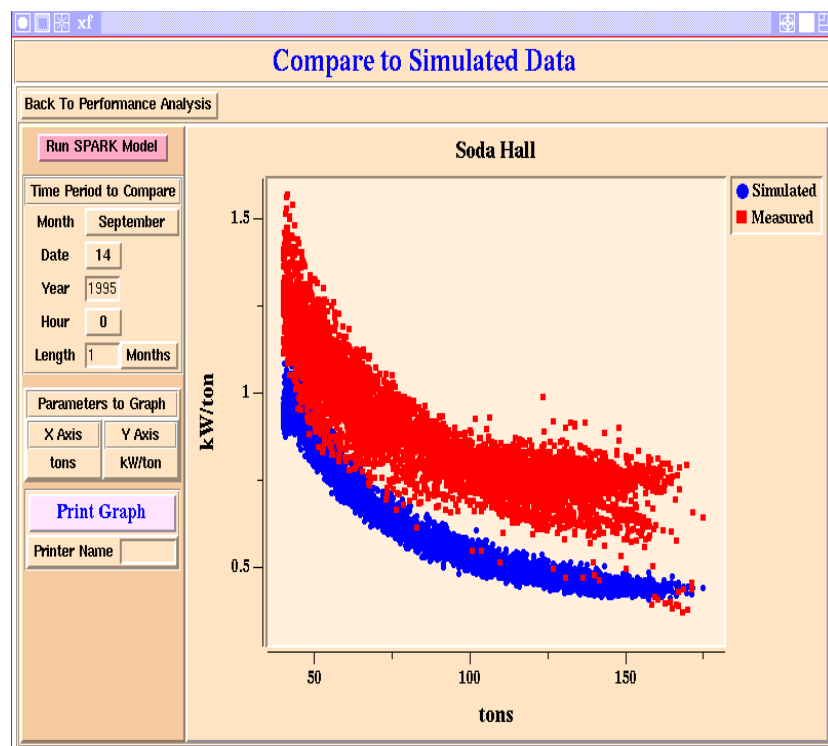 xf
Compare to Simulated Data
Back To Performance Analysis
Run SPARK Model
Time Period to Compare
Month September
Date 14
Year 1995
Hour 0
Length 1 Months
Parameters to Graph
X Axis Y Axis
tons kW/ton
Print Graph
Printer Name
Soda Hall
Simulated
Measured
1.5
1
0.5
kW/ton
50 100 150
tons